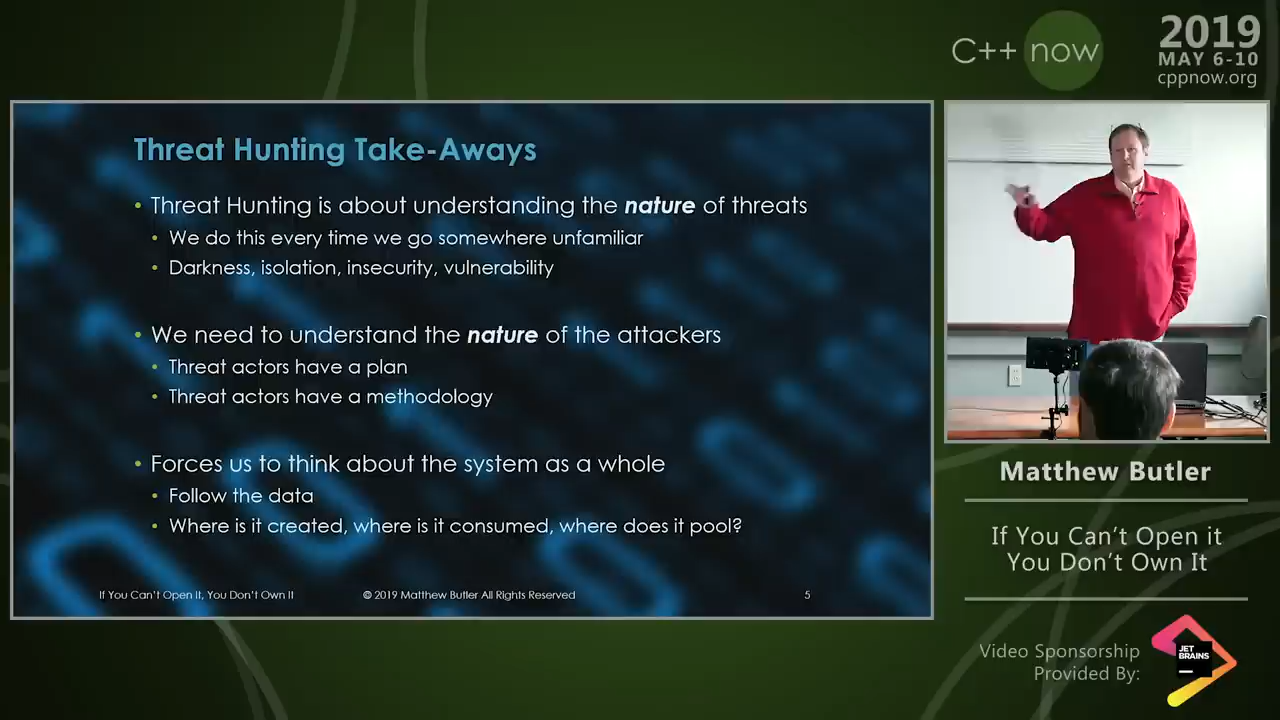 C++ now
2019
MAY 6-10
cppnow.org
Threat Hunting Take-Aways
• Threat Hunting is about understanding the nature of threats
• We do this every time we go somewhere unfamiliar
• Darkness, isolation, insecurity, vulnerability
• We need to understand the nature of the attackers
• Threat actors have a plan
• Threat actors have a methodology
• Forces us to think about the system as a whole
• Follow the data
• Where is it created, where is it consumed, where does it pool?
If You Can't Open It, You Don't Own It
© 2019 Matthew Butler All Rights Reserved
5
Matthew Butler
If You Can't Open it
You Don't Own It
Video Sponsorship
Provided By:
JET
BRAINS